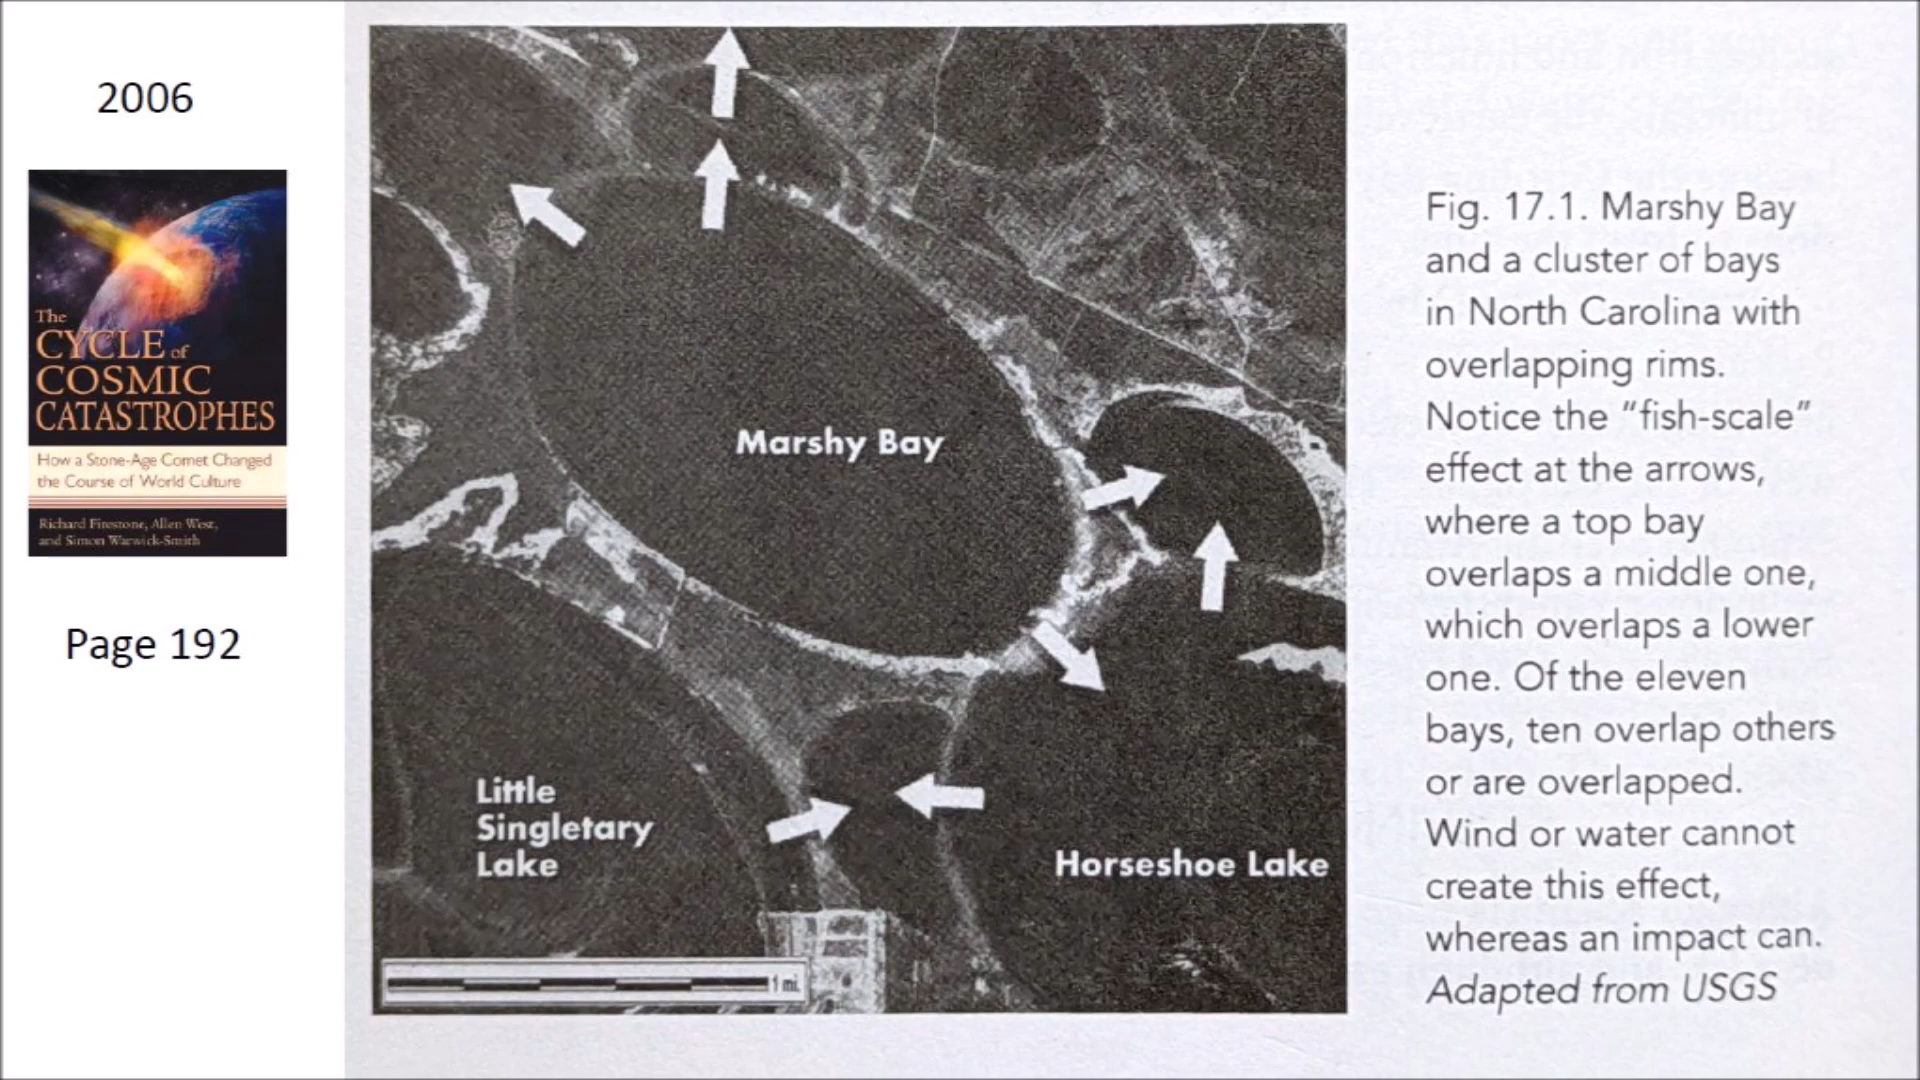 2006
The
CYCLE of
COSMIC
CATASTROPHES
How a Stone-Age Comet Changed
the Course of World Culture
Richard Firestone, Allen West,
and Simon Warwick-Smith
Page 192
Marshy Bay
Little
Singletary
Lake
Horseshoe Lake
1 mi.
Fig. 17.1. Marshy Bay
and a cluster of bays
in North Carolina with
overlapping rims.
Notice the “fish-scale”
effect at the arrows,
where a top bay
overlaps a middle one,
which overlaps a lower
one. Of the eleven
bays, ten overlap others
or are overlapped.
Wind or water cannot
create this effect,
whereas an impact can.
Adapted from USGS